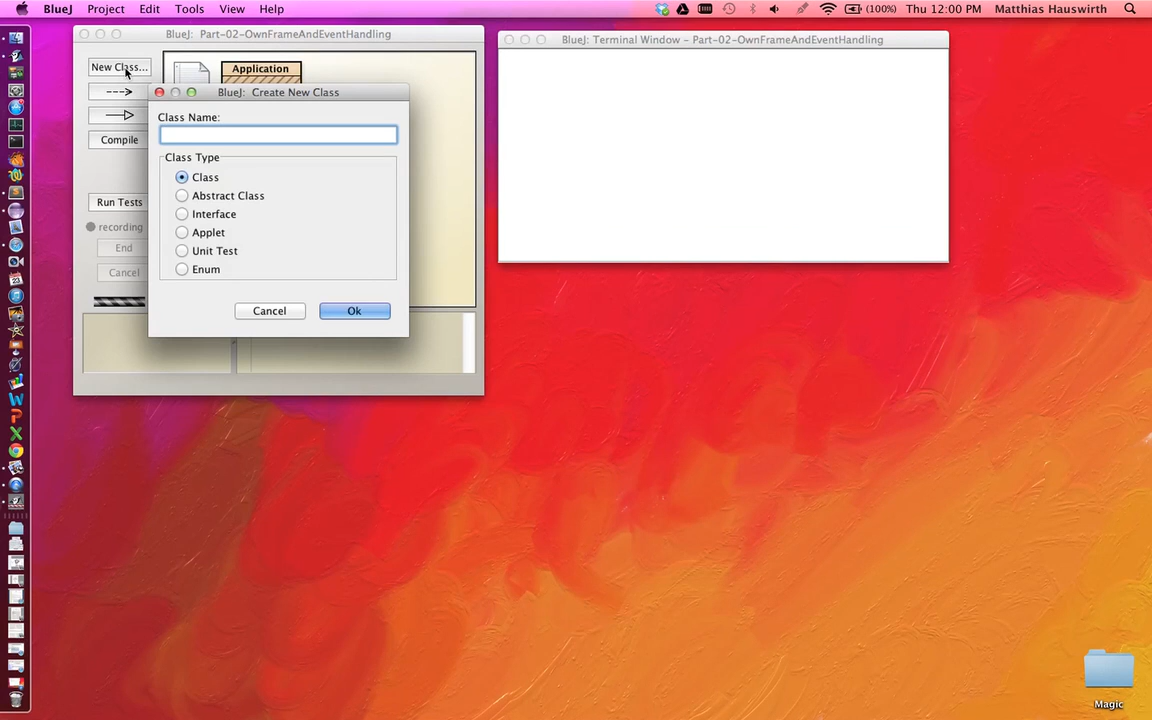 BlueJ Project Edit Tools View Help (100%) Thu 12:00 PM Matthias Hauswirth
BlueJ: Part-02-OwnFrameAndEventHandling
BlueJ: Terminal Window - Part-02-OwnFrameAndEventHandling
New Class...
Application
Compile
Run Tests
recording
End
Cancel
BlueJ: Create New Class
Class Name:
Class Type
Class
Abstract Class
Interface
Applet
Unit Test
Enum
Cancel Ok
Magic